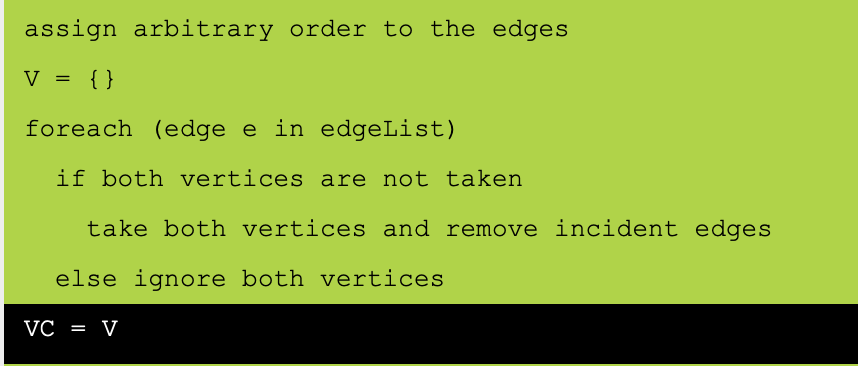 assign arbitrary order to the edges
V = {}
foreach (edge e in edgeList)
if both vertices are not taken
take both vertices and remove incident edges
else ignore both vertices
VC = V